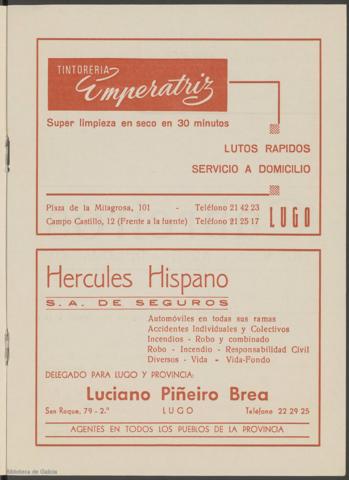 TINTORERIA
Emperatriz
Super limpieza en seco en 30 minutos
LUTOS RAPIDOS
SERVICIO A DOMICILIO
Plaza de la Milagrosa, 101 - Teléfono 21 42 23
Campo Castillo, 12 (Frente a la fuente) Teléfono 21 25 17
LUGO
Hercules Hispano
S. A. DE SEGUROS
Automóviles en todas sus ramas
Accidentes Individuales y Colectivos
Incendios - Robo y combinado
Robo - Incendio - Responsabilidad Civil
Diversos - Vida - Vida-Fondo
DELEGADO PARA LUGO Y PROVINCIA:
Luciano Piñeiro Brea
San Roque, 79 - 2.º LUGO Teléfono 22 29 25
AGENTES EN TODOS LOS PUEBLOS DE LA PROVINCIA
Biblioteca de Galicia